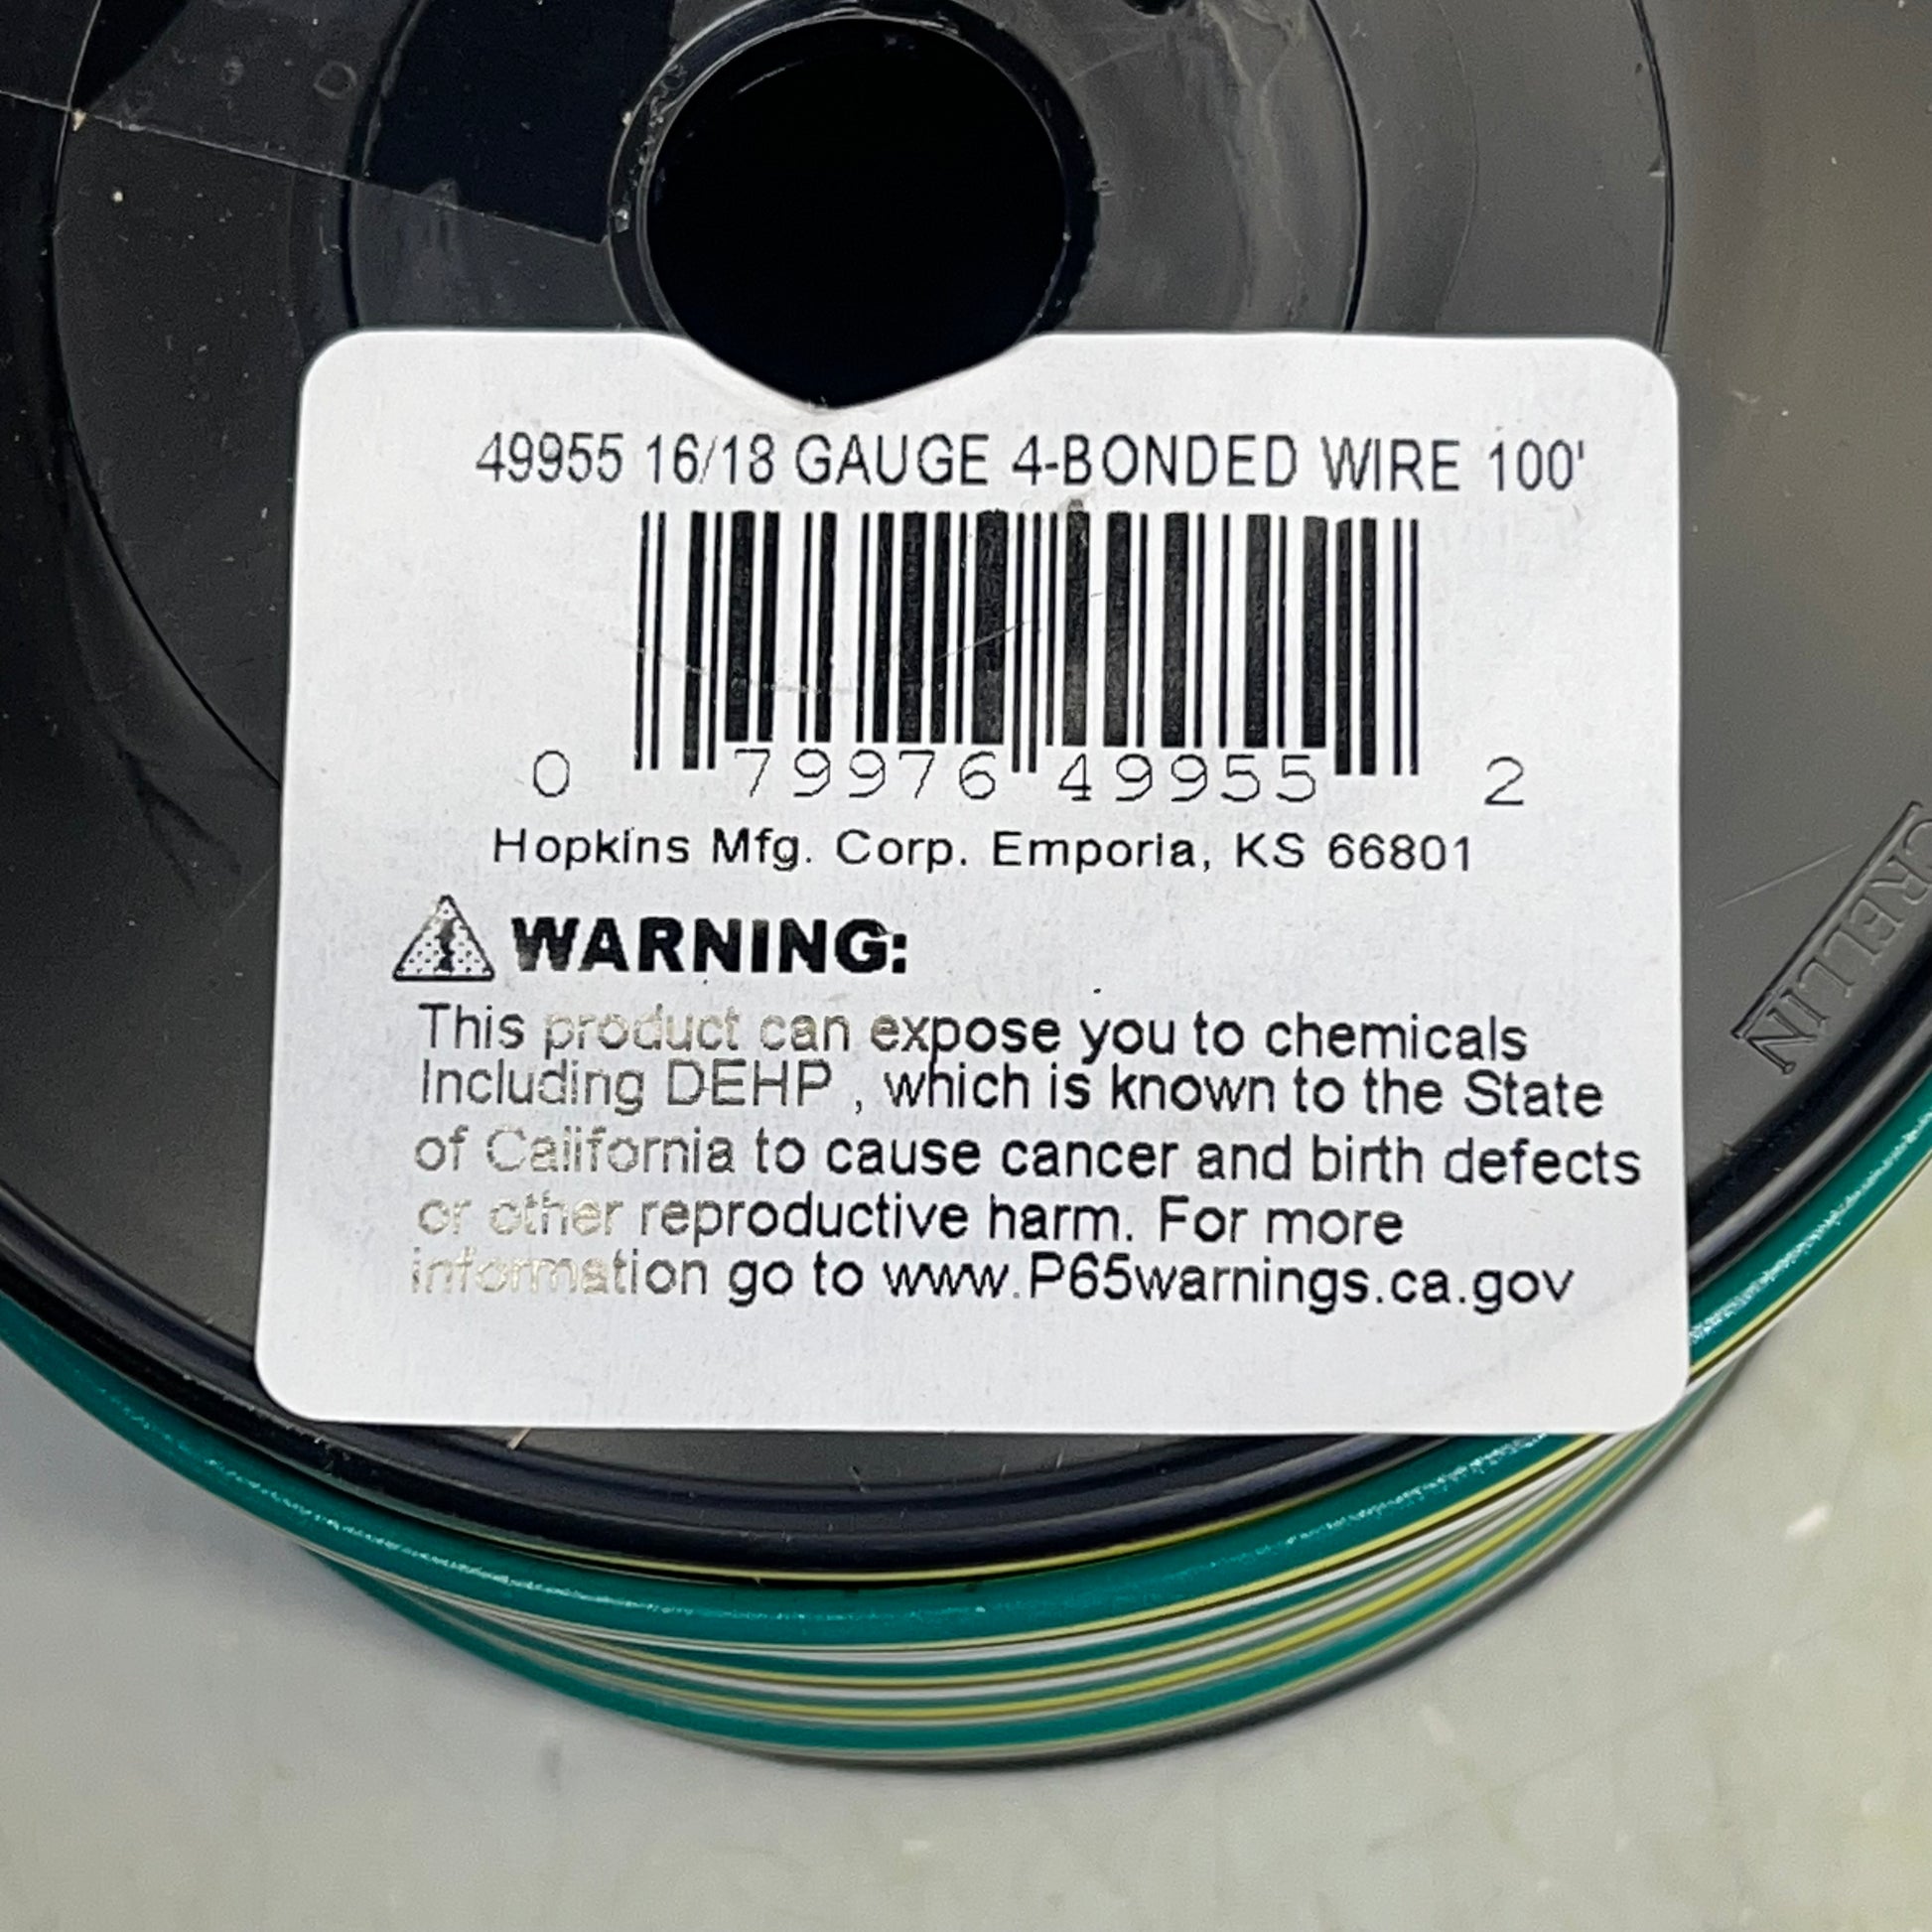 49955 16/18 GAUGE 4-BONDED WIRE 100'
0 79976 49955 2
Hopkins Mfg. Corp. Emporia, KS 66801
WARNING:
This product can expose you to chemicals
Including DEHP , which is known to the State
of California to cause cancer and birth defects
or other reproductive harm. For more
information go to www.P65warnings.ca.gov
CRELLIN